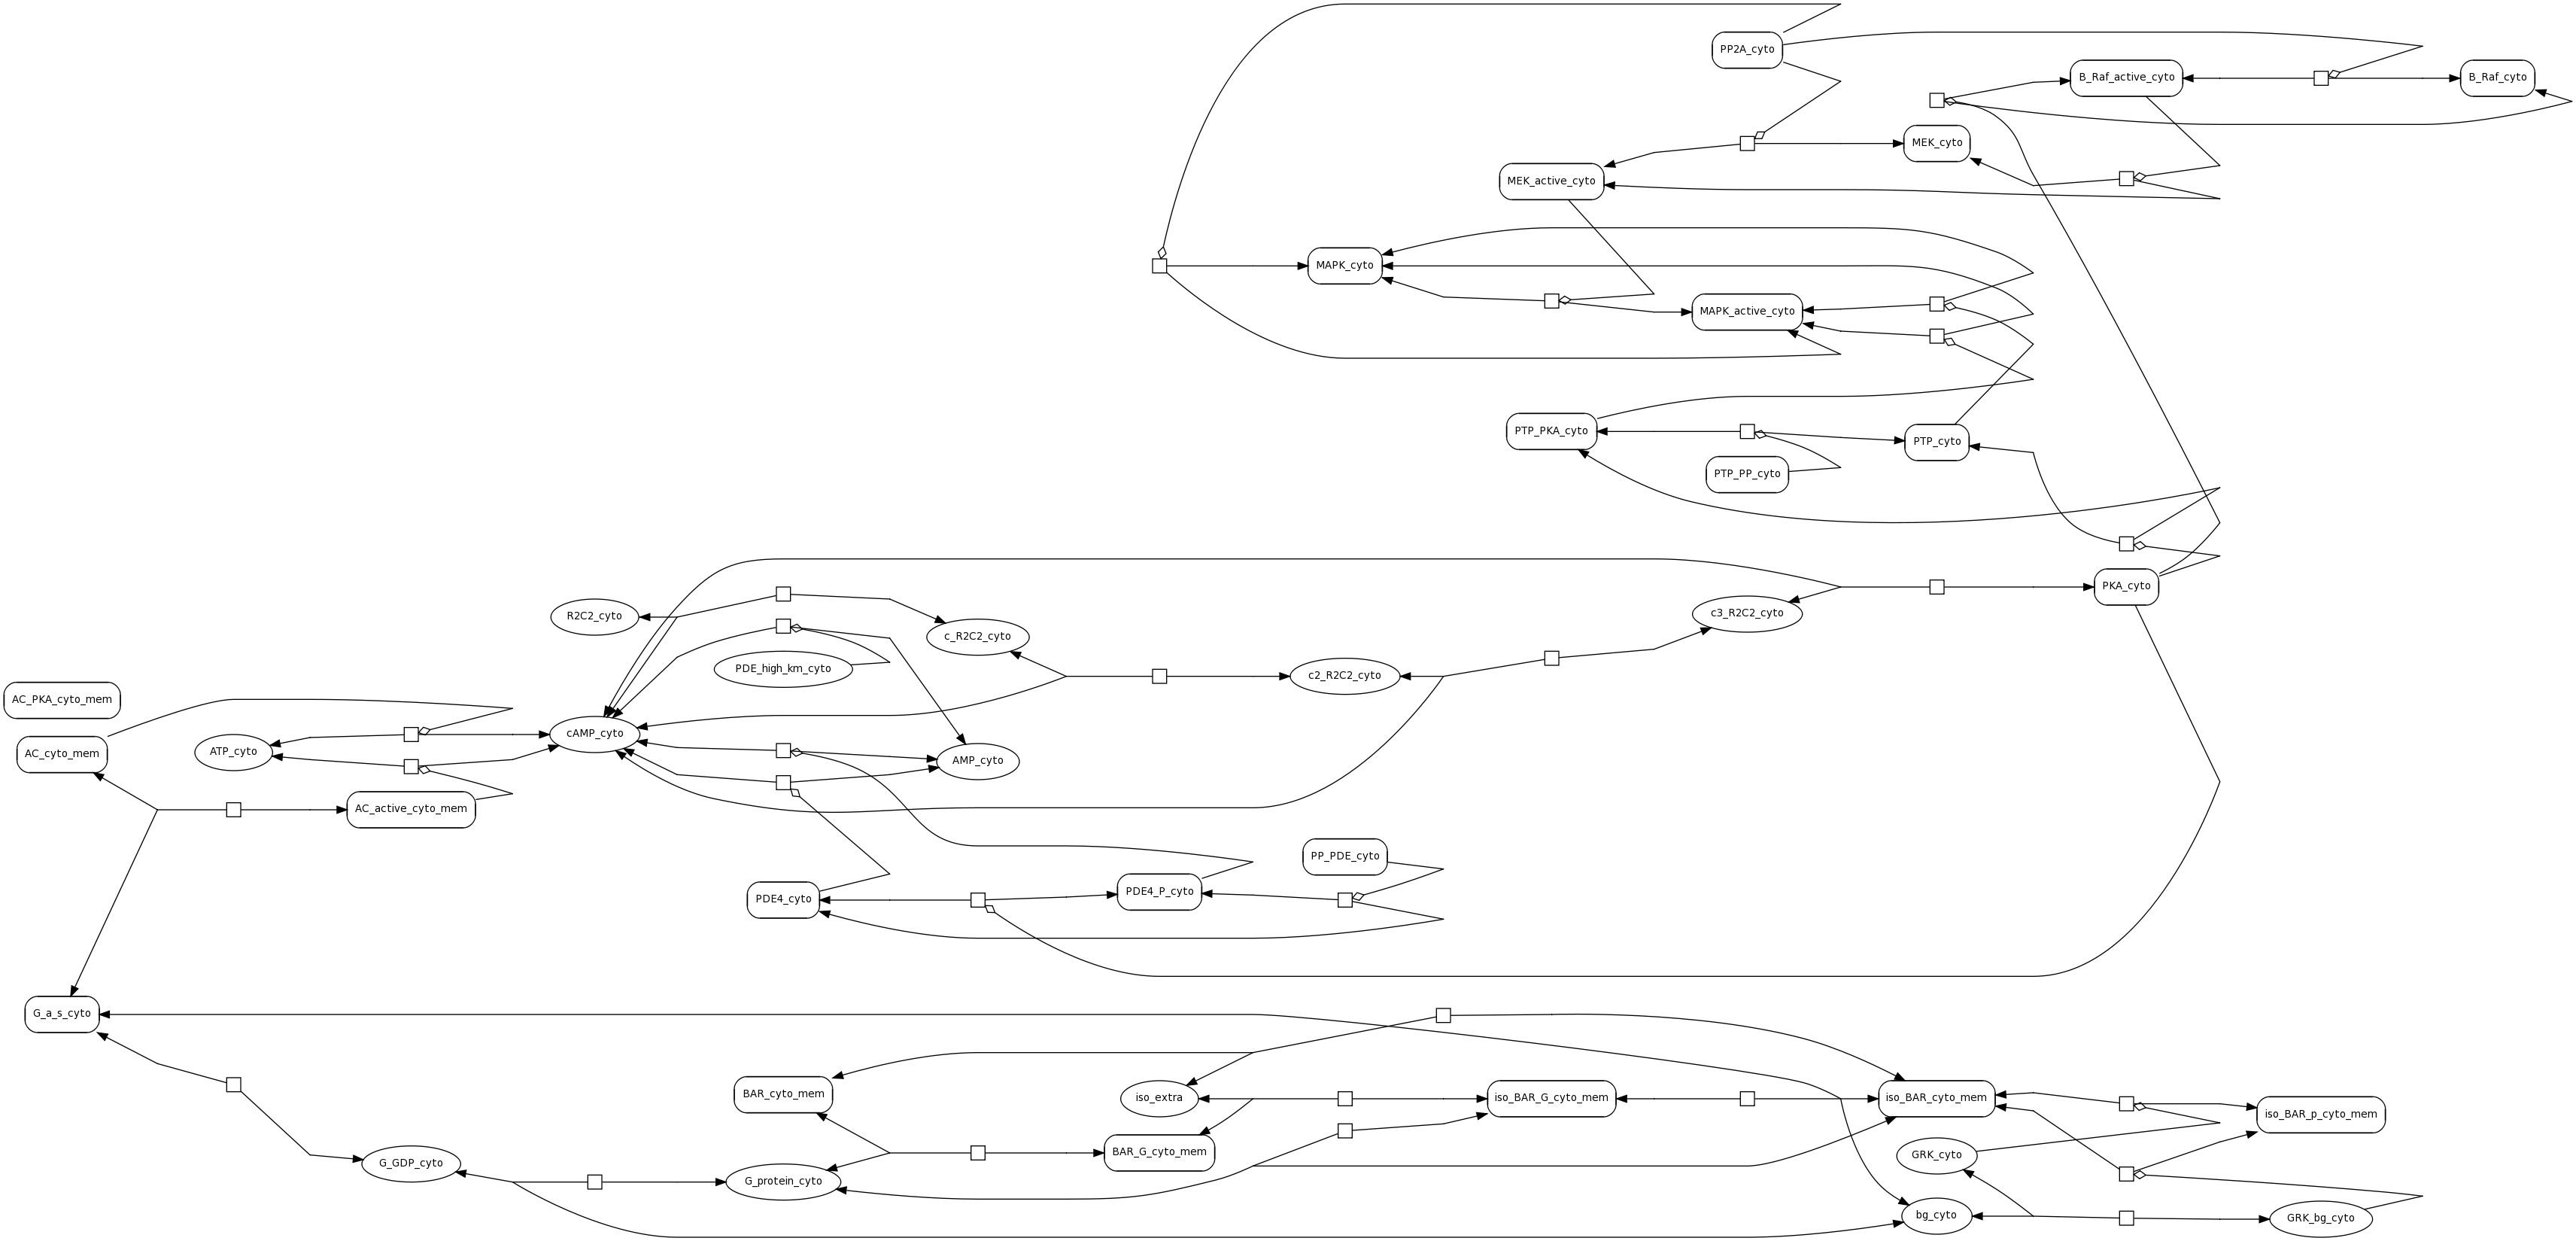 PP2A_cyto
B_Raf_active_cyto
B_Raf_cyto
MEK_cyto
MEK_active_cyto
MAPK_cyto
MAPK_active_cyto
PTP_PKA_cyto
PTP_cyto
PTP_PP_cyto
PKA_cyto
R2C2_cyto
c3_R2C2_cyto
c_R2C2_cyto
PDE_high_km_cyto
c2_R2C2_cyto
AC_PKA_cyto_mem
cAMP_cyto
AC_cyto_mem
ATP_cyto
AMP_cyto
AC_active_cyto_mem
PP_PDE_cyto
PDE4_cyto
PDE4_P_cyto
G_a_s_cyto
BAR_cyto_mem
iso_extra
iso_BAR_G_cyto_mem
iso_BAR_cyto_mem
iso_BAR_p_cyto_mem
BAR_G_cyto_mem
GRK_cyto
G_GDP_cyto
G_protein_cyto
bg_cyto
GRK_bg_cyto